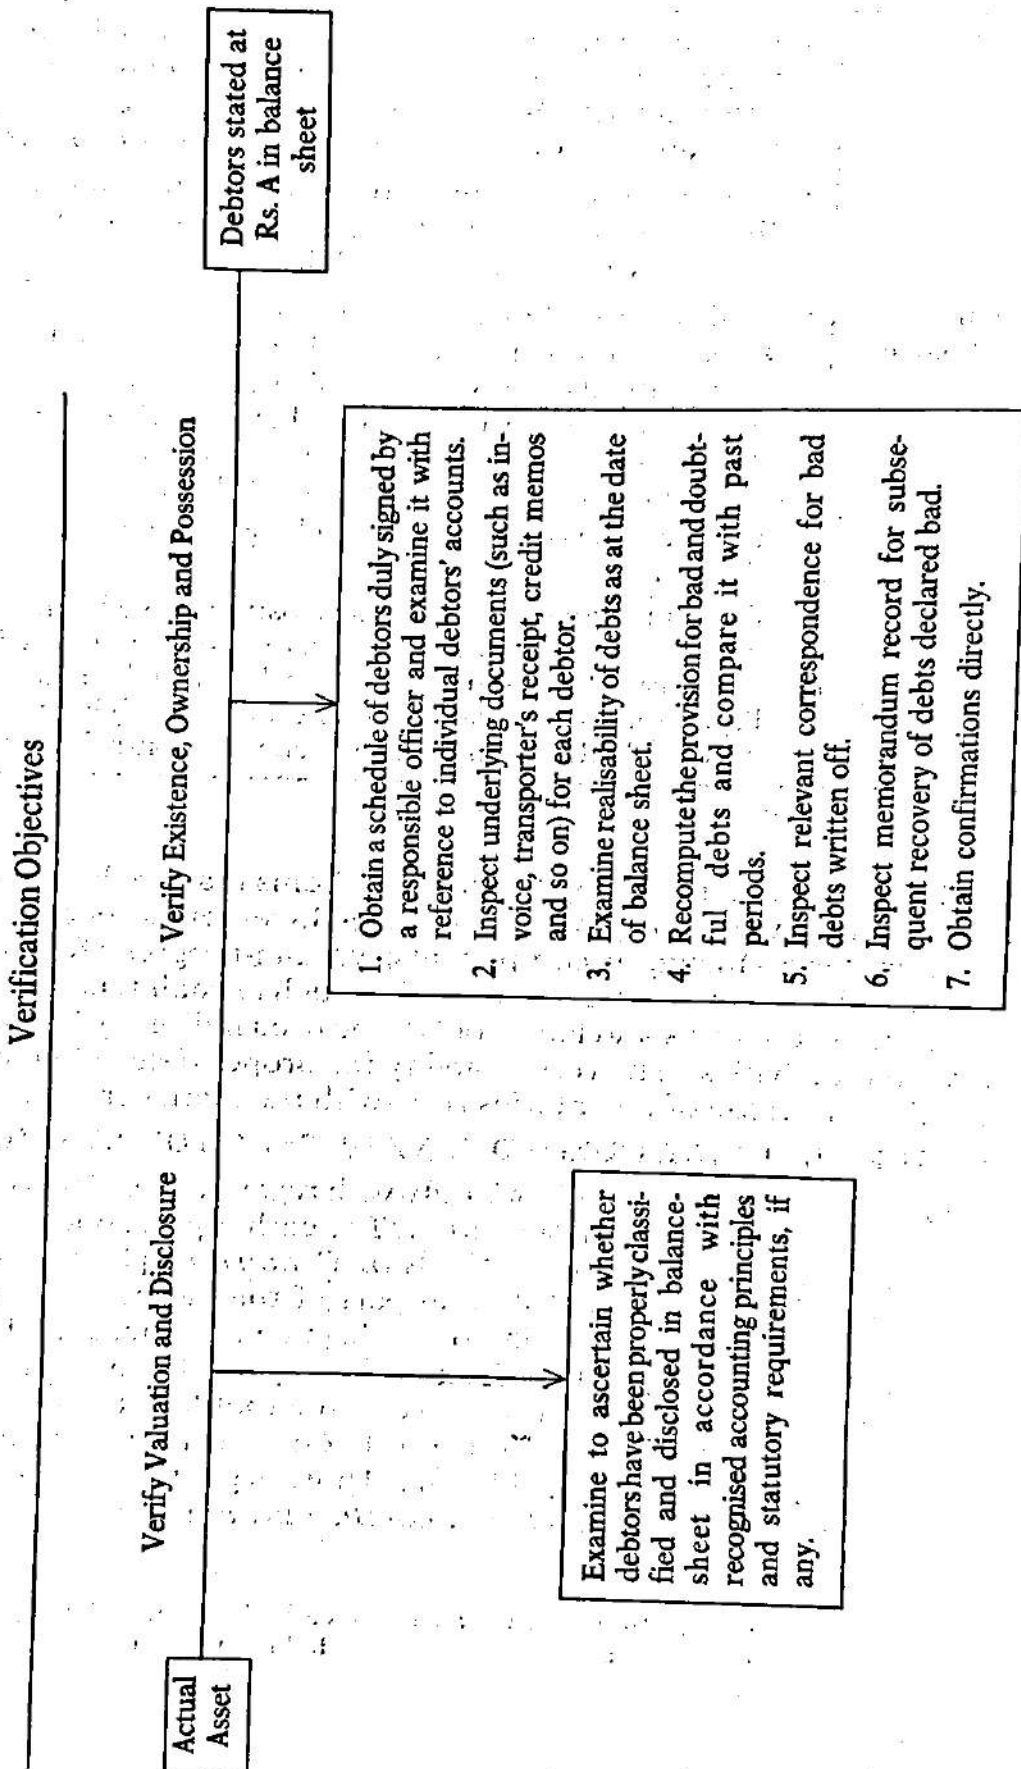 Verification Objectives
Verify Valuation and Disclosure
Verify Existence, Ownership and Possession
Actual
Asset
Debtors stated at
Rs. A in balance
sheet
Examine to ascertain whether
debtors have been properly classi-
fied and disclosed in balance-
sheet in accordance with
recognised accounting principles
and statutory requirements, if
any.
1. Obtain a schedule of debtors duly signed by
a responsible officer and examine it with
reference to individual debtors' accounts.
2. Inspect underlying documents (such as in-
voice, transporter's receipt, credit memos
and so on) for each debtor.
3. Examine realisability of debts as at the date
of balance sheet.
4. Recompute the provision for bad and doubt-
ful debts and compare it with past
periods.
5. Inspect relevant correspondence for bad
debts written off.
6. Inspect memorandum record for subse-
quent recovery of debts declared bad.
7. Obtain confirmations directly.